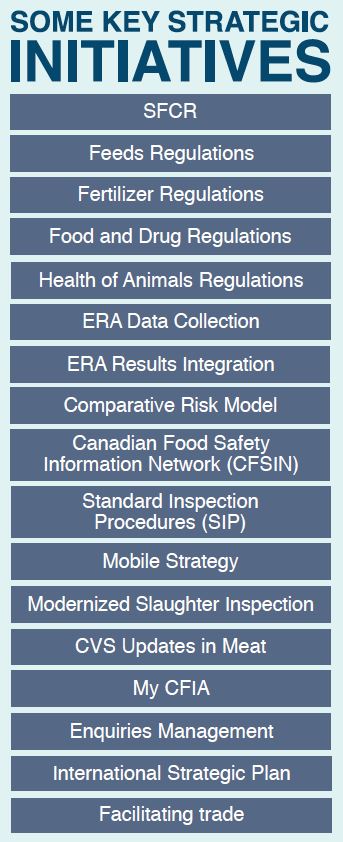 SOME KEY STRATEGIC
INITIATIVES
SFCR
Feeds Regulations
Fertilizer Regulations
Food and Drug Regulations
Health of Animals Regulations
ERA Data Collection
ERA Results Integration
Comparative Risk Model
Canadian Food Safety
Information Network (CFSIN)
Standard Inspection
Procedures (SIP)
Mobile Strategy
Modernized Slaughter Inspection
CVS Updates in Meat
My CFIA
Enquiries Management
International Strategic Plan
Facilitating trade